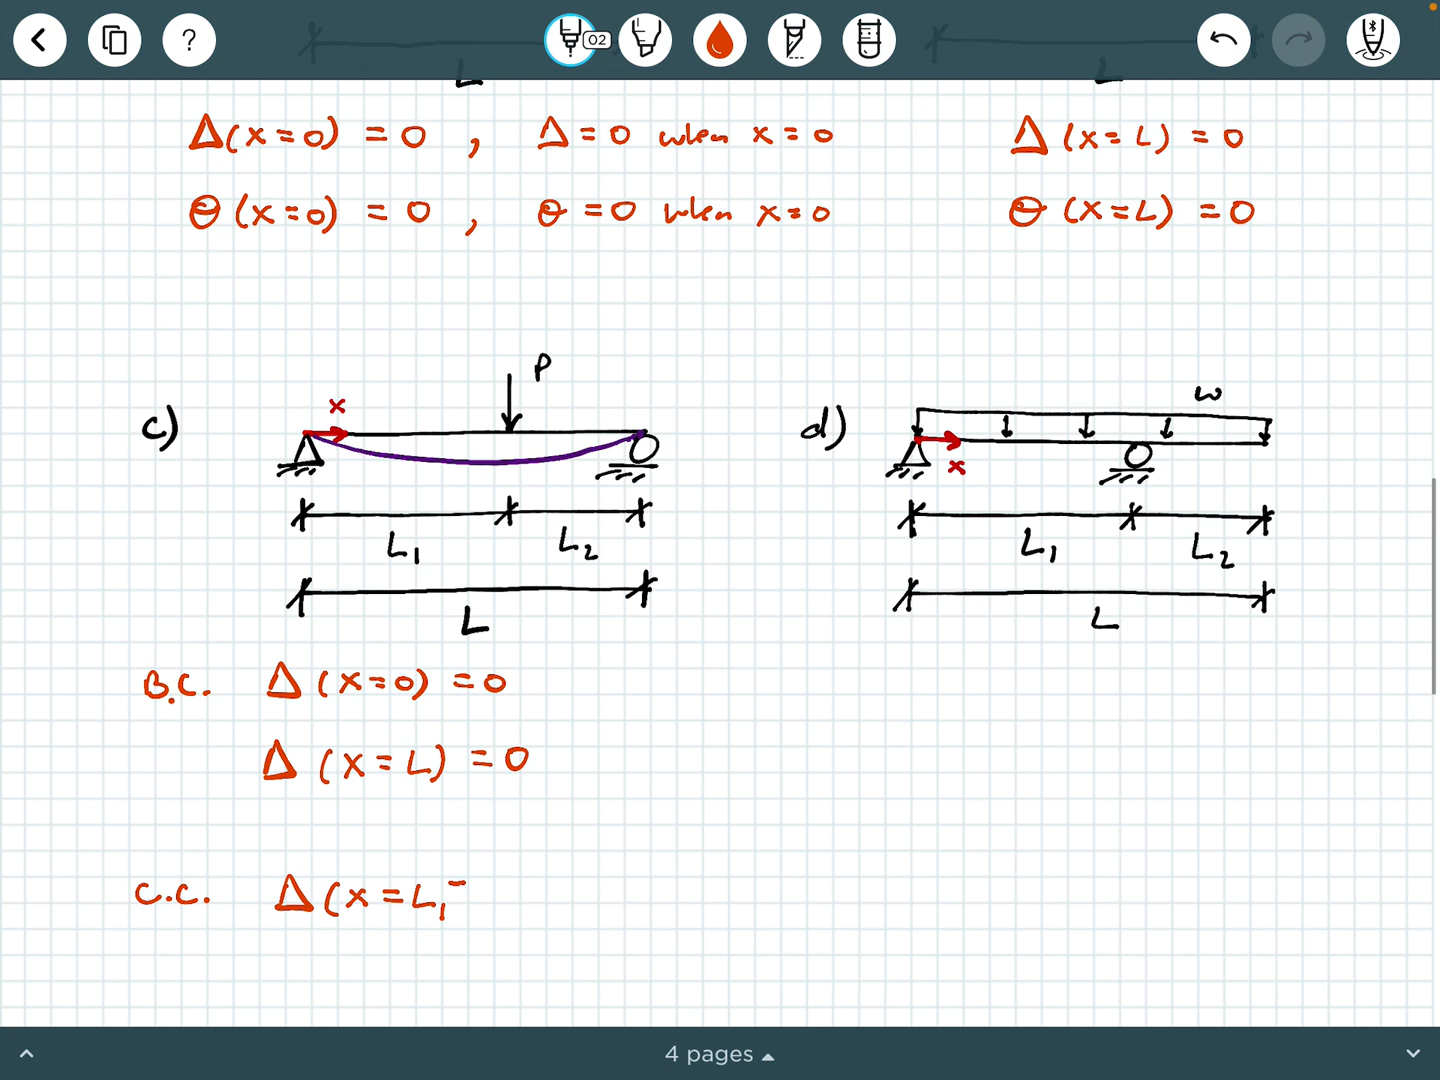 02
L
L
Δ(x=0) = 0 , Δ=0 when x=0
Δ (x=L) = 0
θ (x=0) = 0 , θ=0 when x=0
θ (x=L) = 0
c)
x
P
L₁
L₂
L
d)
w
x
L₁
L₂
L
B.C. Δ (x=0) = 0
Δ (x=L) = 0
C.C. Δ (x=L₁⁻
4 pages